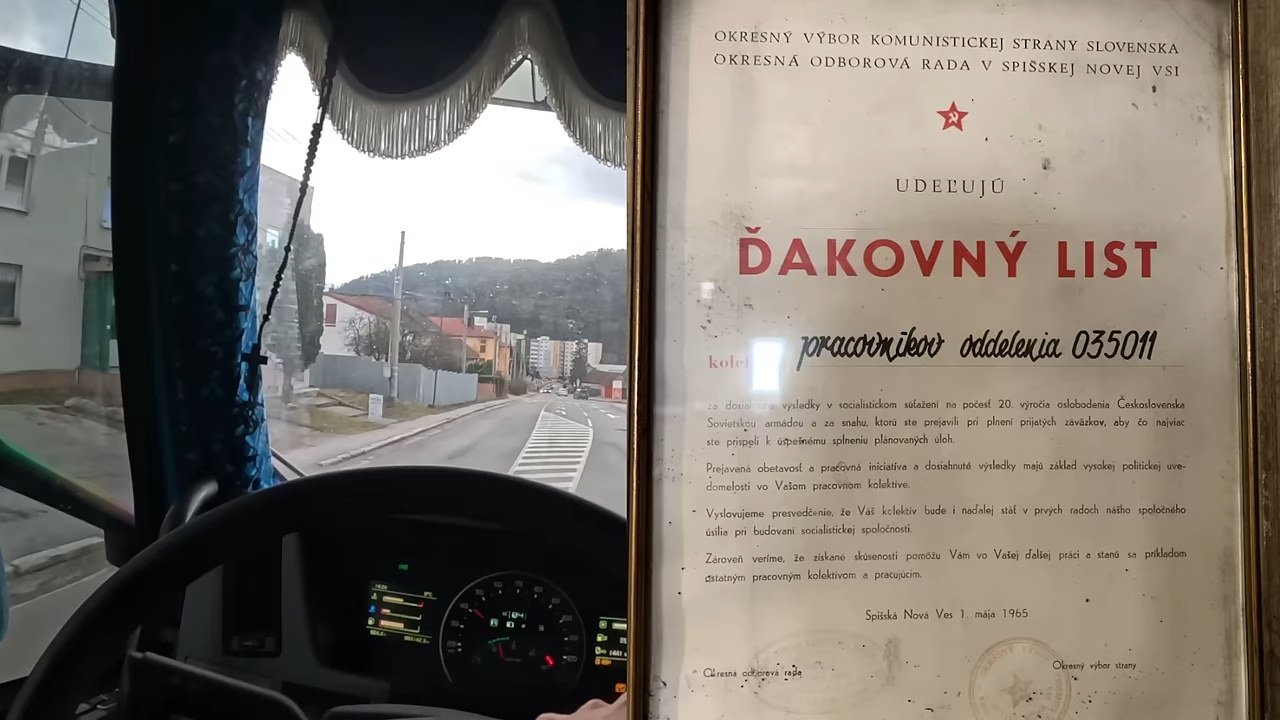 OKRESNÝ VÝBOR KOMUNISTICKEJ STRANY SLOVENSKA
OKRESNÁ ODBOROVÁ RADA V SPIŠSKEJ NOVEJ VSI
UDEĽUJÚ
ĎAKOVNÝ LIST
pracovníkov oddelenia 035011
za výsledky v socialistickom súťažení na počesť 20. výročia oslobodenia Československa
Sovietskou armádou a za snahu, ktorú ste prejavili pri plnení prijatých záväzkov, aby čo najviac
ste prispeli k úspešnému splneniu plánovaných úloh.
Prejavená obetavosť a pracovná iniciatíva a dosiahnuté výsledky majú základ vysokej politickej uve-
domelosti vo Vašom pracovnom kolektíve.
Vyslovujeme presvedčenie, že Váš kolektív bude i naďalej stáť v prvých radoch nášho spoločného
úsilia pri budovaní socialistickej spoločnosti.
Zároveň veríme, že získané skúsenosti pomôžu Vám vo Vašej ďalšej práci a stanú sa príkladom
ostatným pracovným kolektívom a pracujúcim.
Spišská Nová Ves 1. mája 1965
Okresná odborová rada
Okresný výbor strany